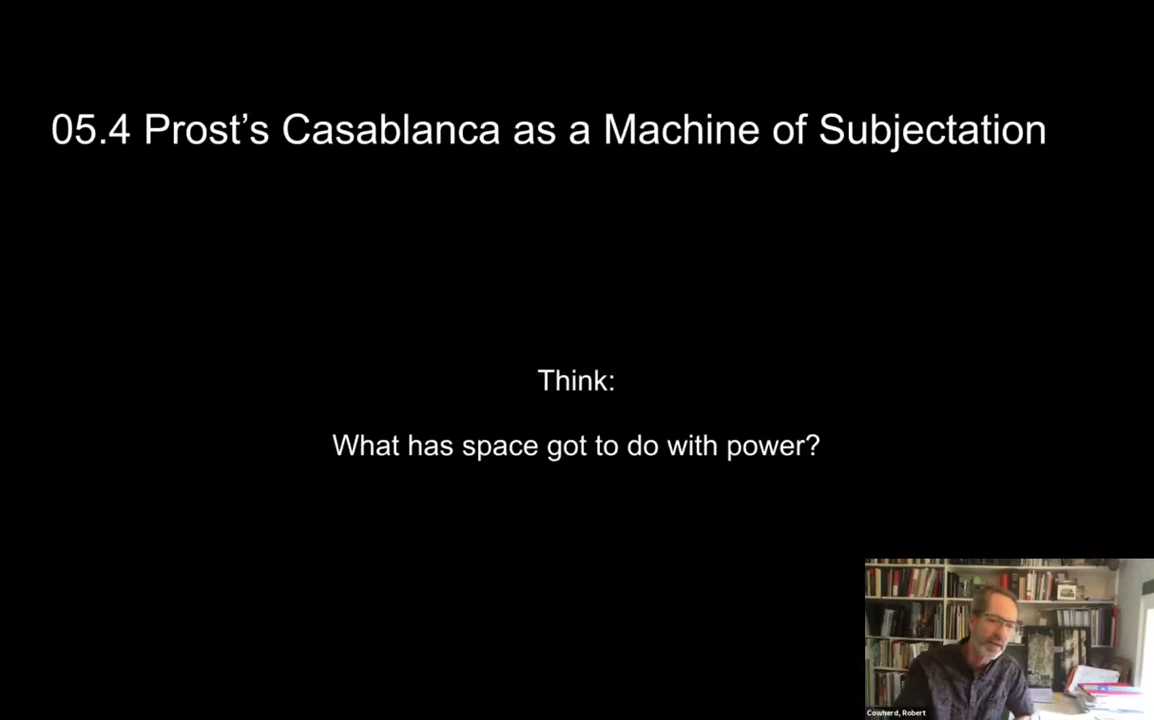 05.4 Prost’s Casablanca as a Machine of Subjectation
Think:
What has space got to do with power?
Cowherd, Robert